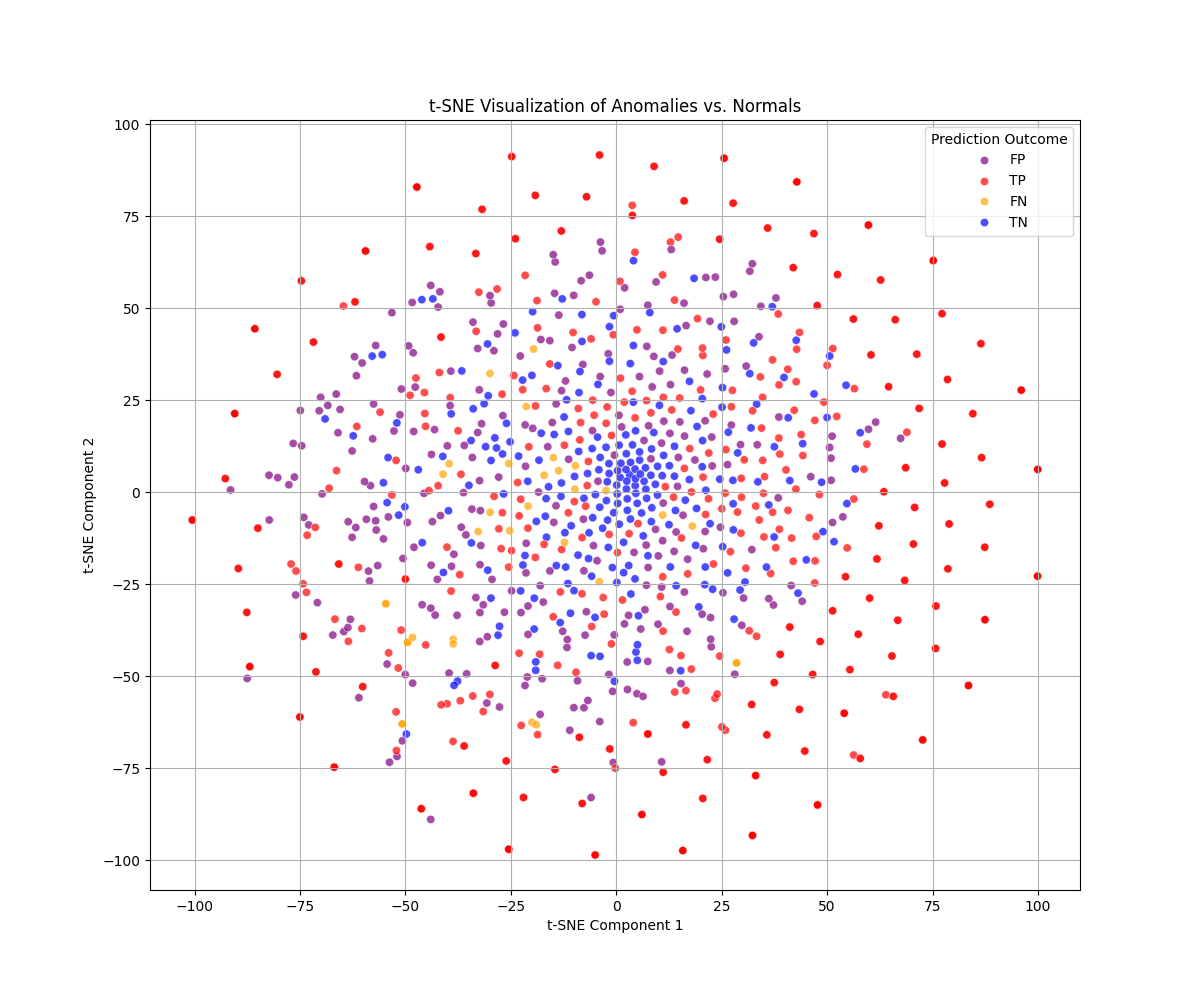 t-SNE Visualization of Anomalies vs. Normals
Prediction Outcome
FP
TP
FN
TN
100
75
50
25
0
−25
−50
−75
−100
t-SNE Component 2
−100 −75 −50 −25 0 25 50 75 100
t-SNE Component 1